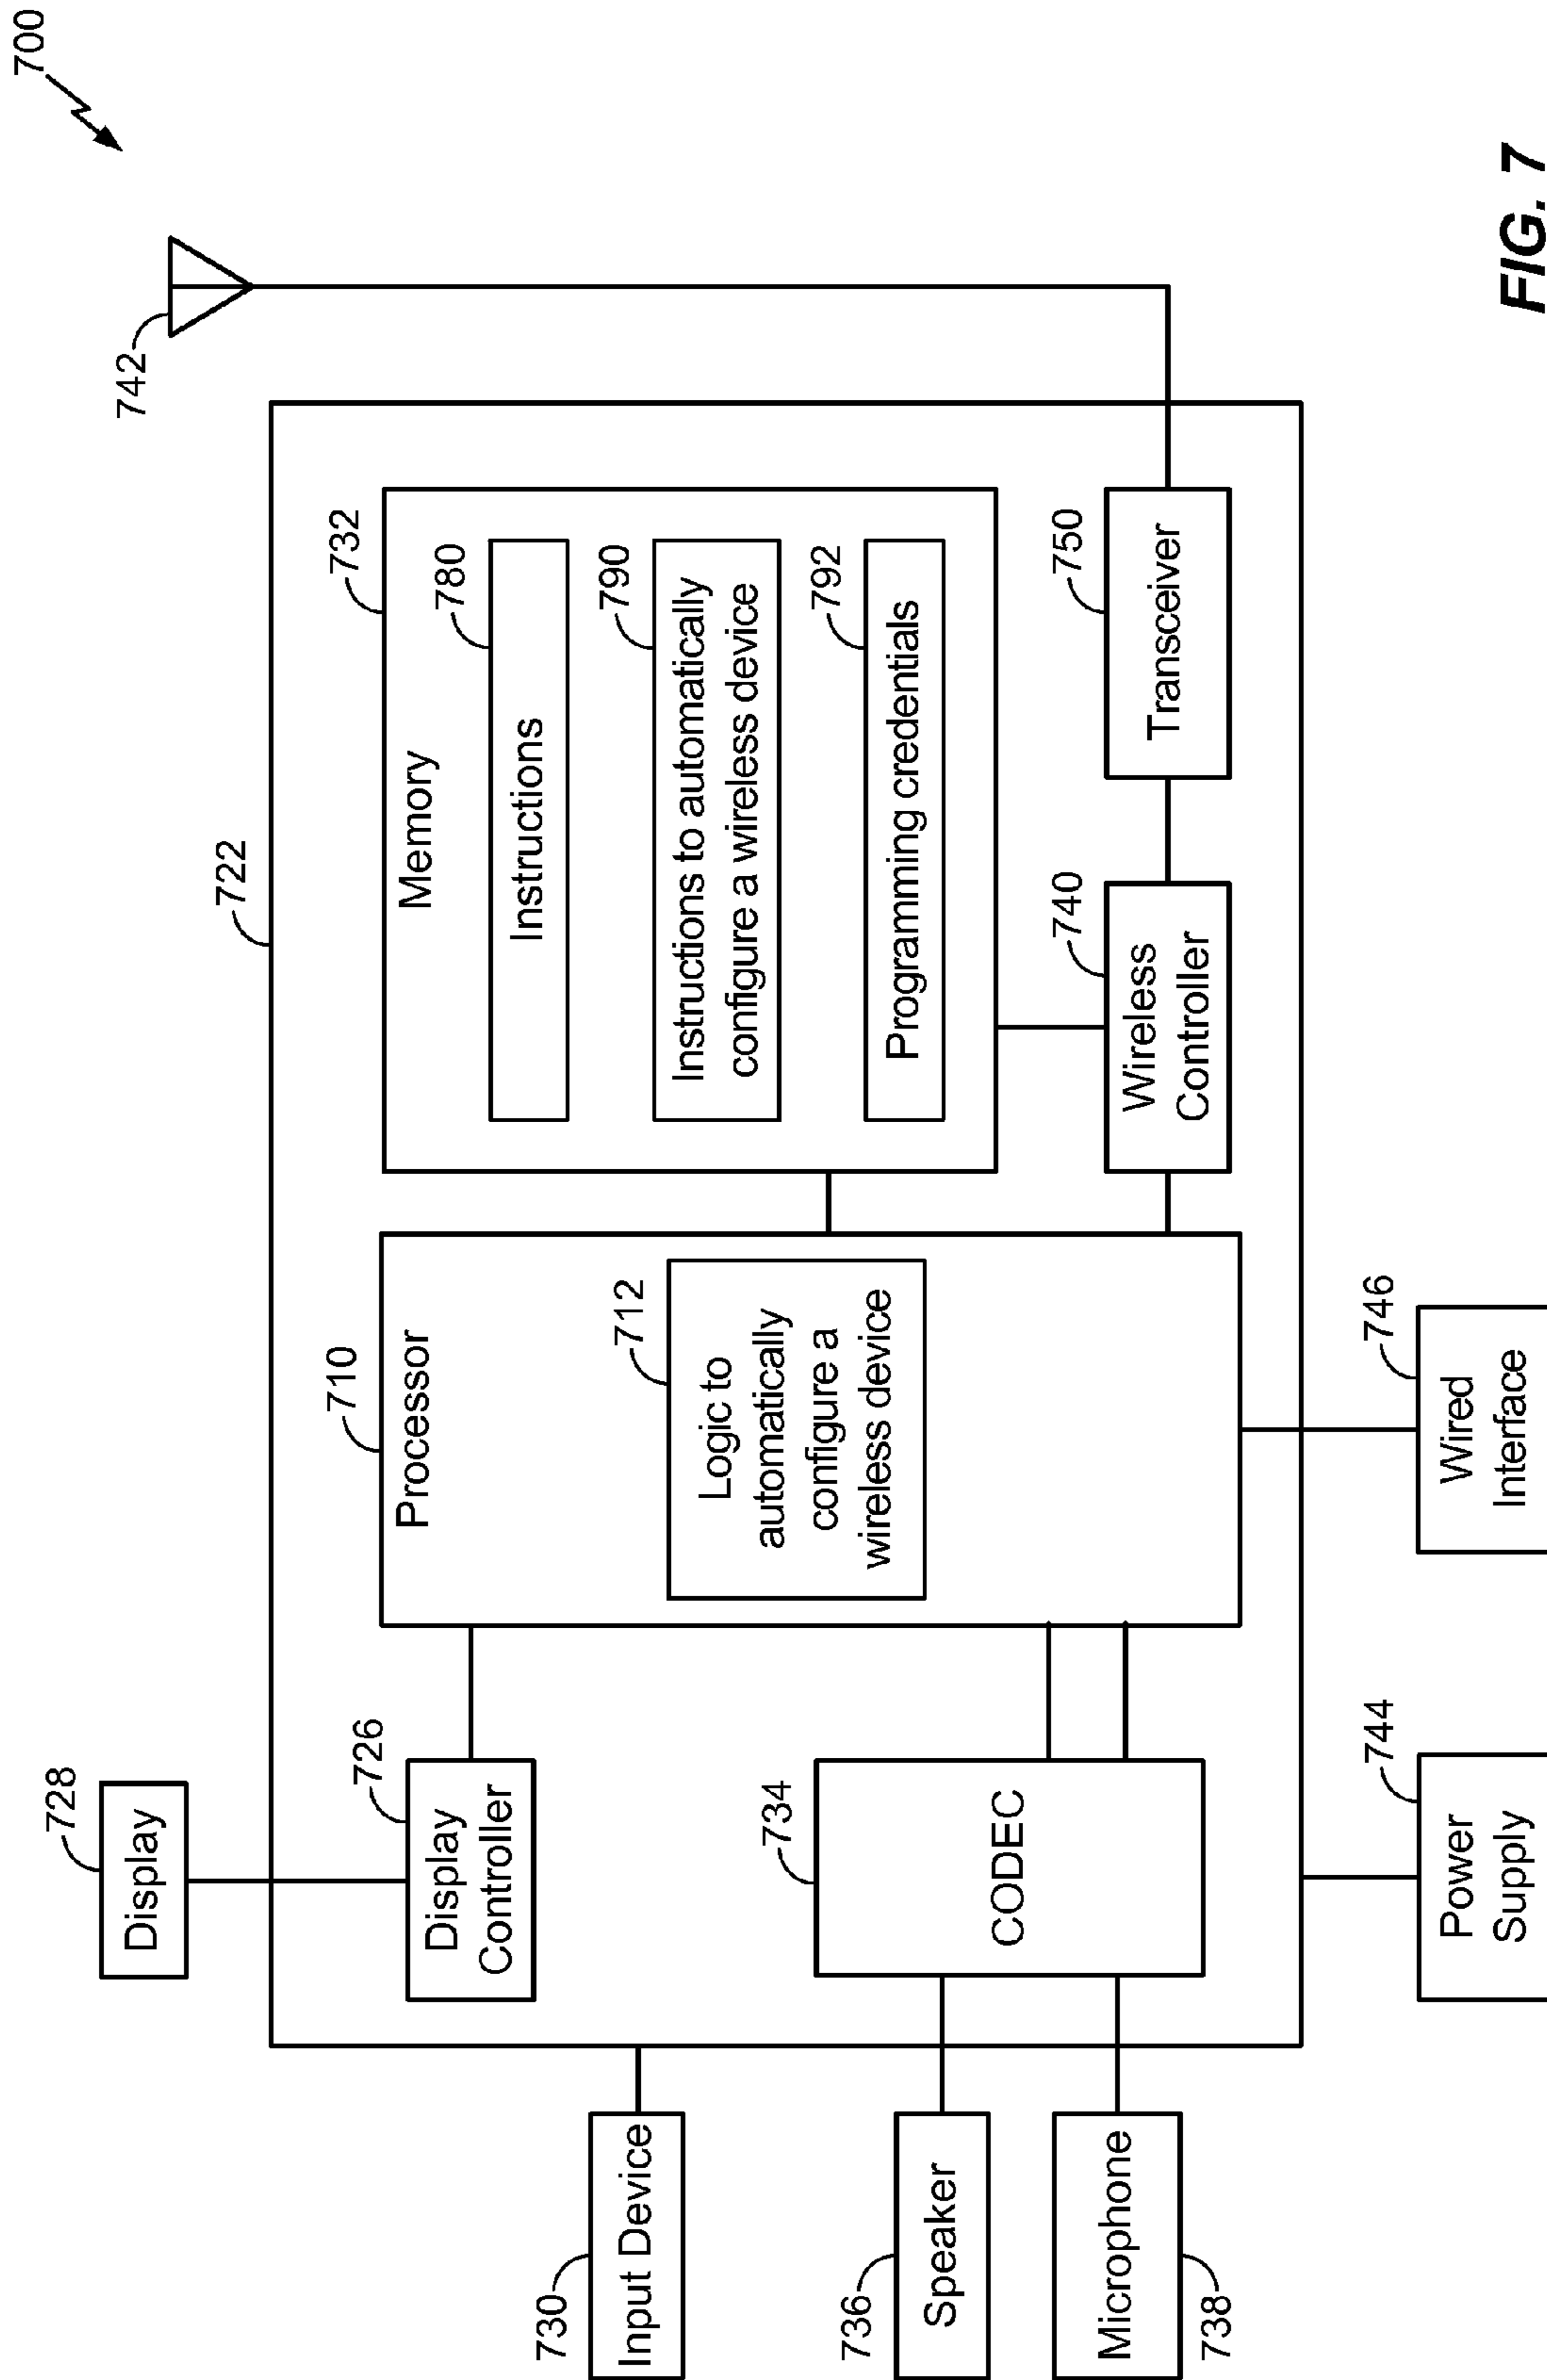 700
742
722
728
Display
726
Display
Controller
710
Processor
712
Logic to
automatically
configure a
wireless device
732
Memory
780
Instructions
790
Instructions to automatically
configure a wireless device
792
Programming credentials
730
Input Device
734
CODEC
736
Speaker
Microphone
738
740
Wireless
Controller
750
Transceiver
744
Power
Supply
746
Wired
Interface
FIG. 7